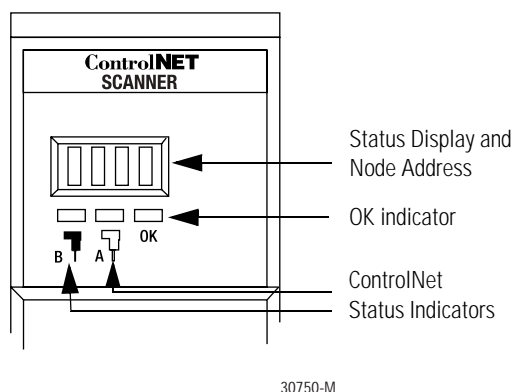 ControlNET
SCANNER
Status Display and
Node Address
OK indicator
B A OK
ControlNet
Status Indicators
30750-M